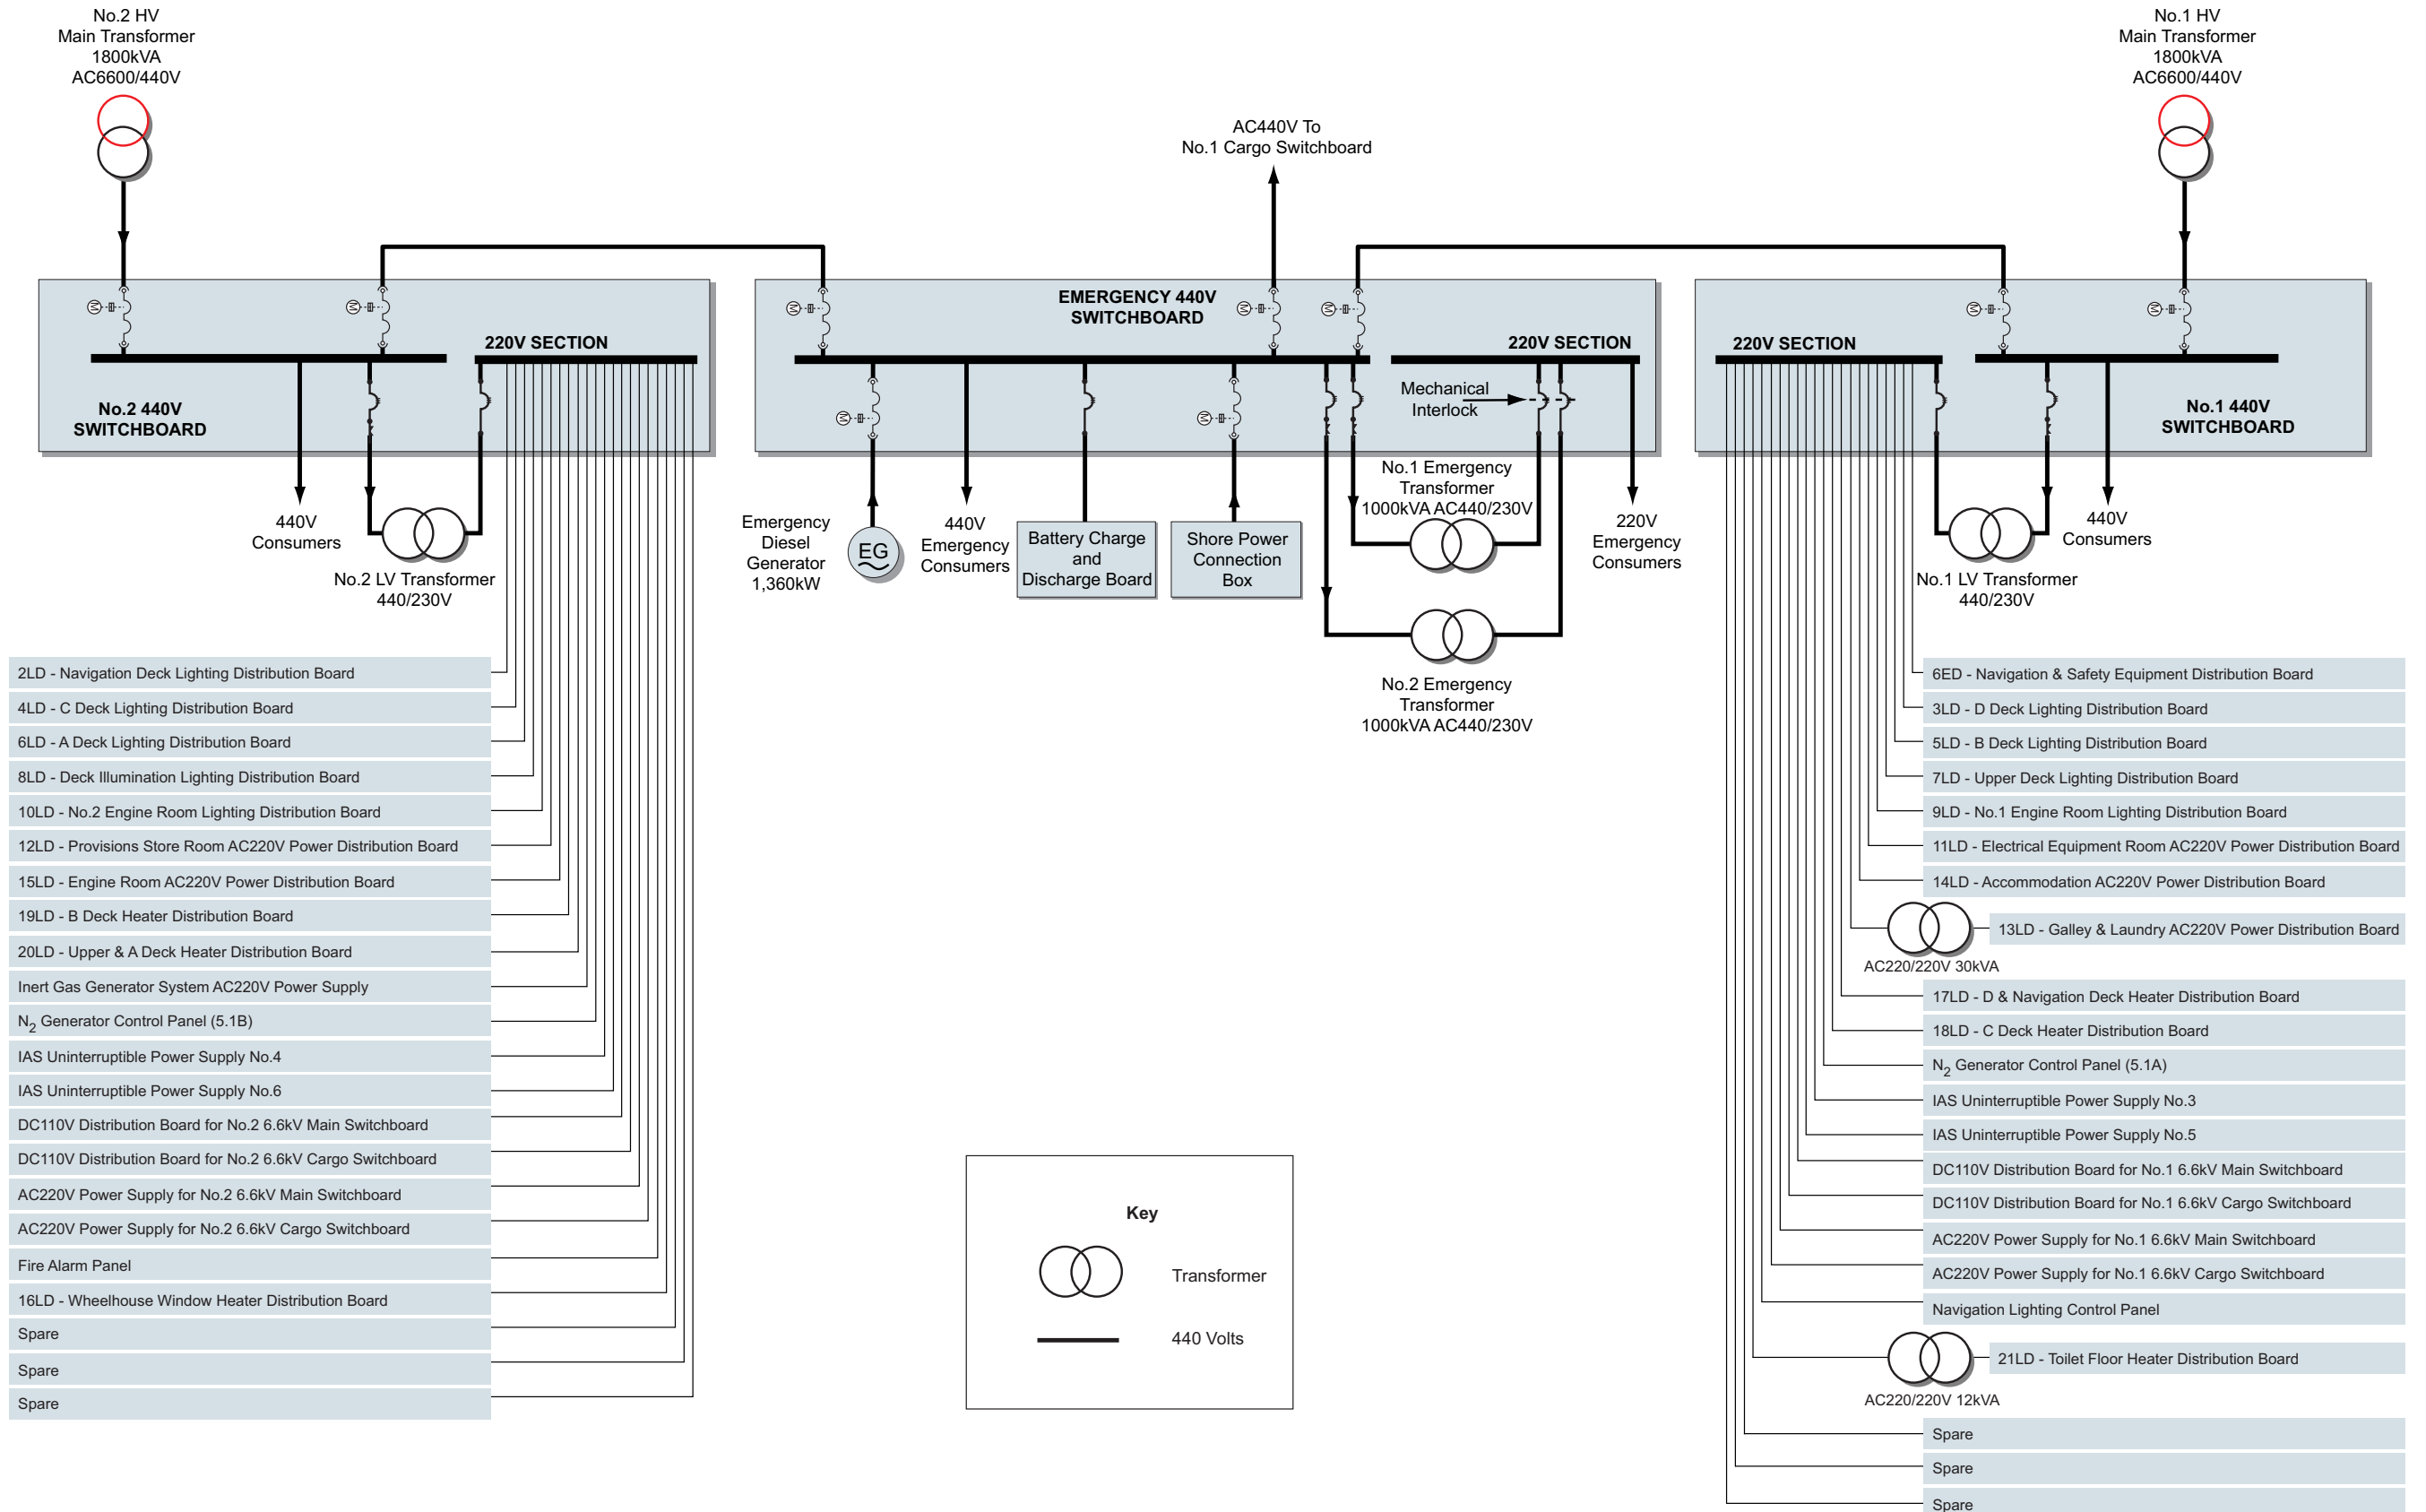 No.2 HV
Main Transformer
1800kVA
AC6600/440V
No.1 HV
Main Transformer
1800kVA
AC6600/440V
AC440V To
No.1 Cargo Switchboard
M
M
220V SECTION
No.2 440V
SWITCHBOARD
440V
Consumers
No.2 LV Transformer
440/230V
M
EMERGENCY 440V
SWITCHBOARD
M
M
220V SECTION
Mechanical
Interlock
M
M
Emergency
Diesel
Generator
1,360kW
EG
440V
Emergency
Consumers
Battery Charge
and
Discharge Board
Shore Power
Connection
Box
No.1 Emergency
Transformer
1000kVA AC440/230V
No.2 Emergency
Transformer
1000kVA AC440/230V
220V
Emergency
Consumers
M
M
220V SECTION
No.1 440V
SWITCHBOARD
440V
Consumers
No.1 LV Transformer
440/230V
2LD - Navigation Deck Lighting Distribution Board
4LD - C Deck Lighting Distribution Board
6LD - A Deck Lighting Distribution Board
8LD - Deck Illumination Lighting Distribution Board
10LD - No.2 Engine Room Lighting Distribution Board
12LD - Provisions Store Room AC220V Power Distribution Board
15LD - Engine Room AC220V Power Distribution Board
19LD - B Deck Heater Distribution Board
20LD - Upper & A Deck Heater Distribution Board
Inert Gas Generator System AC220V Power Supply
N2 Generator Control Panel (5.1B)
IAS Uninterruptible Power Supply No.4
IAS Uninterruptible Power Supply No.6
DC110V Distribution Board for No.2 6.6kV Main Switchboard
DC110V Distribution Board for No.2 6.6kV Cargo Switchboard
AC220V Power Supply for No.2 6.6kV Main Switchboard
AC220V Power Supply for No.2 6.6kV Cargo Switchboard
Fire Alarm Panel
16LD - Wheelhouse Window Heater Distribution Board
Spare
Spare
Spare
Key
Transformer
440 Volts
6ED - Navigation & Safety Equipment Distribution Board
3LD - D Deck Lighting Distribution Board
5LD - B Deck Lighting Distribution Board
7LD - Upper Deck Lighting Distribution Board
9LD - No.1 Engine Room Lighting Distribution Board
11LD - Electrical Equipment Room AC220V Power Distribution Board
14LD - Accommodation AC220V Power Distribution Board
13LD - Galley & Laundry AC220V Power Distribution Board
AC220/220V 30kVA
17LD - D & Navigation Deck Heater Distribution Board
18LD - C Deck Heater Distribution Board
N2 Generator Control Panel (5.1A)
IAS Uninterruptible Power Supply No.3
IAS Uninterruptible Power Supply No.5
DC110V Distribution Board for No.1 6.6kV Main Switchboard
DC110V Distribution Board for No.1 6.6kV Cargo Switchboard
AC220V Power Supply for No.1 6.6kV Main Switchboard
AC220V Power Supply for No.1 6.6kV Cargo Switchboard
Navigation Lighting Control Panel
21LD - Toilet Floor Heater Distribution Board
AC220/220V 12kVA
Spare
Spare
Spare